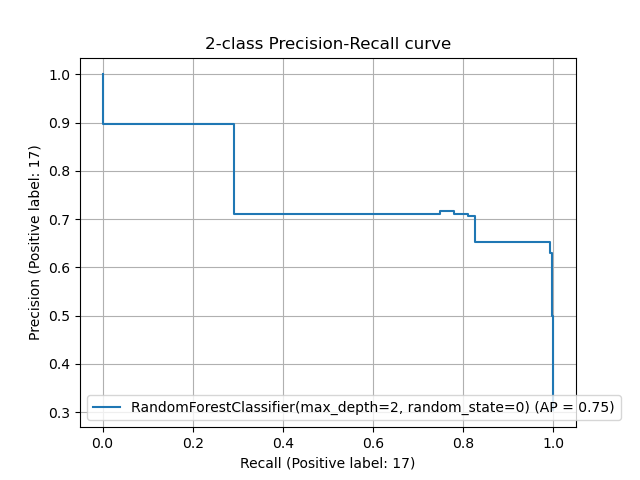 2-class Precision-Recall curve
Precision (Positive label: 17)
1.0
0.9
0.8
0.7
0.6
0.5
0.4
0.3
RandomForestClassifier(max_depth=2, random_state=0) (AP = 0.75)
0.0 0.2 0.4 0.6 0.8 1.0
Recall (Positive label: 17)